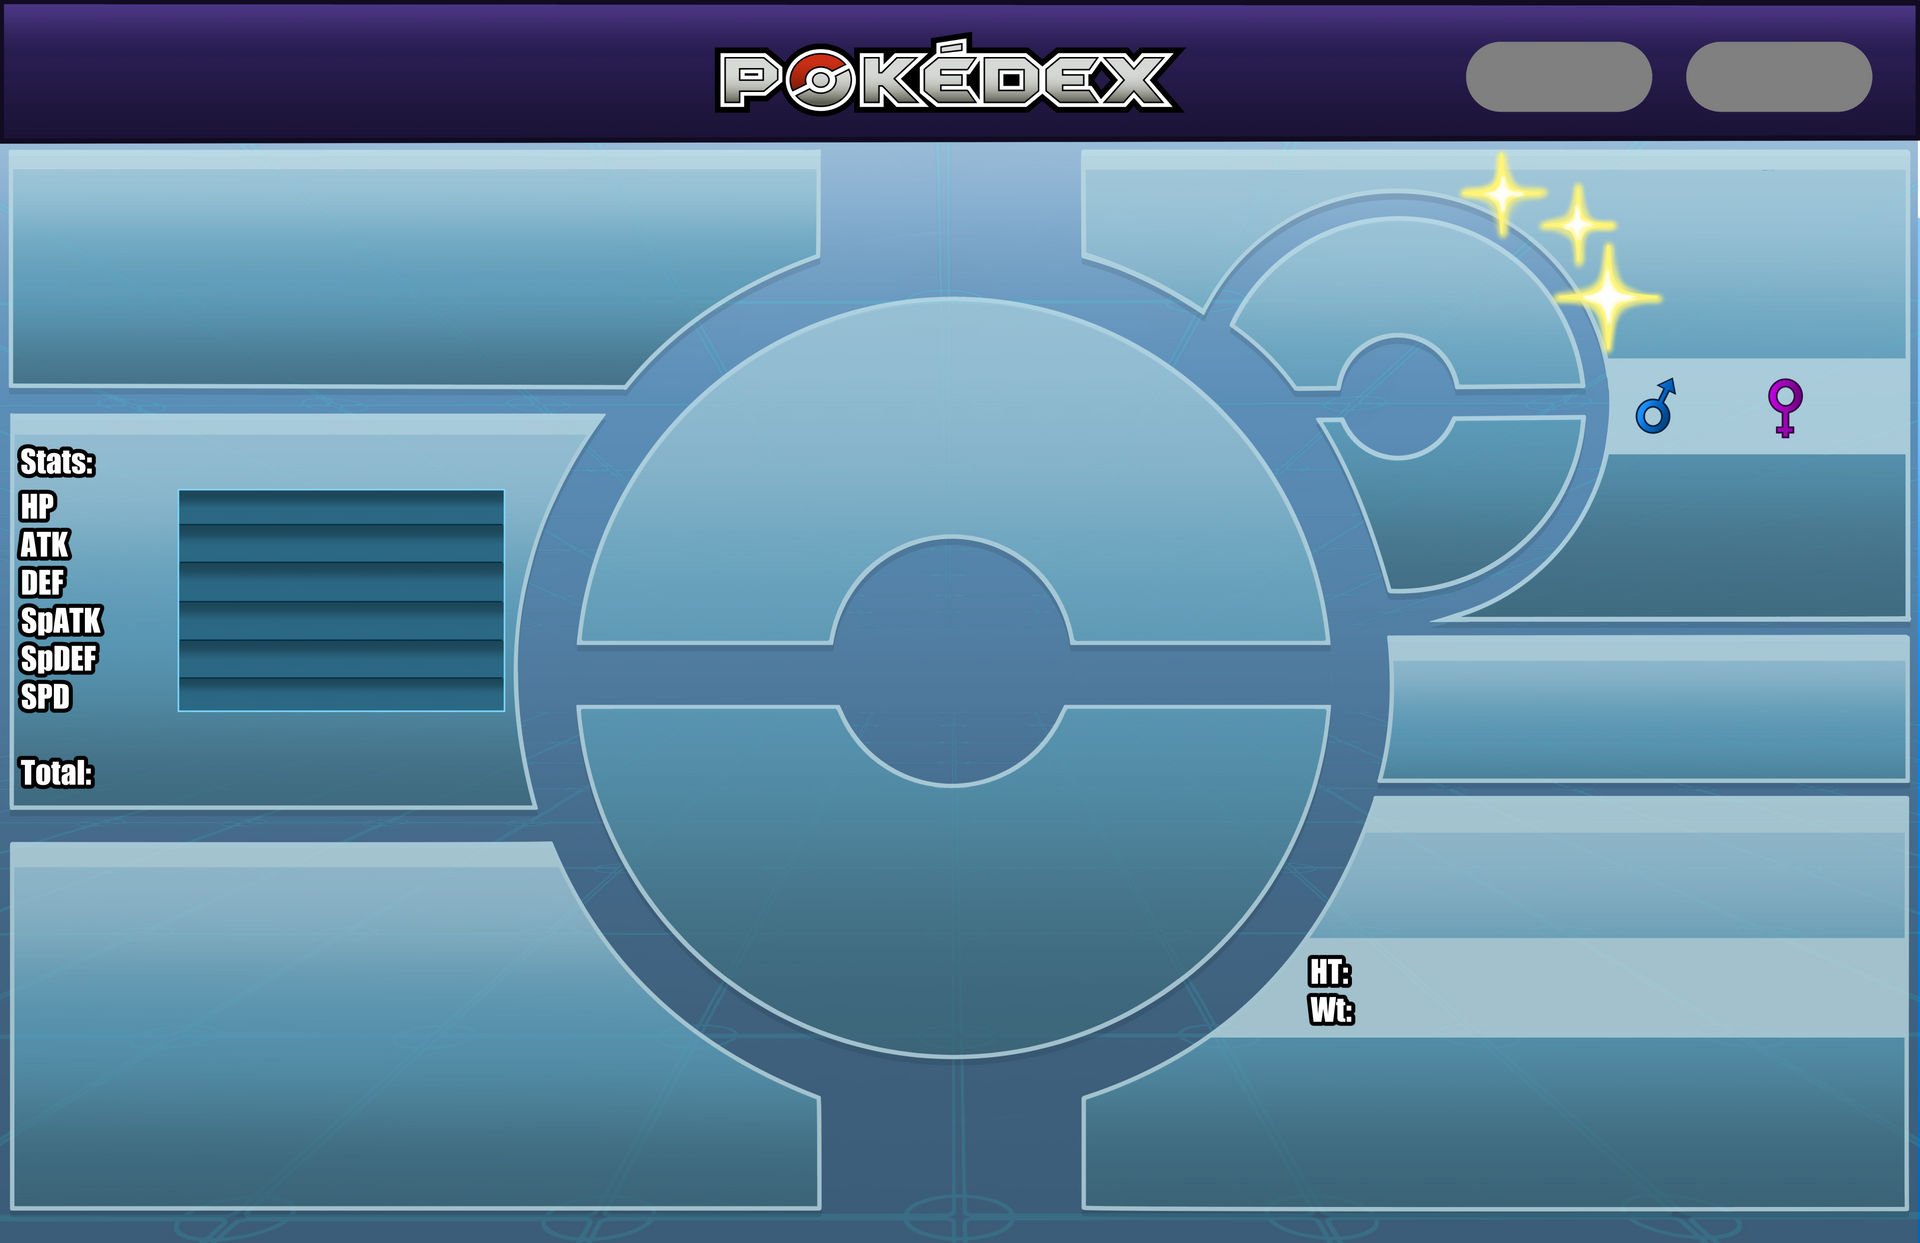 POKÉDEX
Stats:
HP
ATK
DEF
SpATK
SpDEF
SPD
Total:
HT:
Wt: